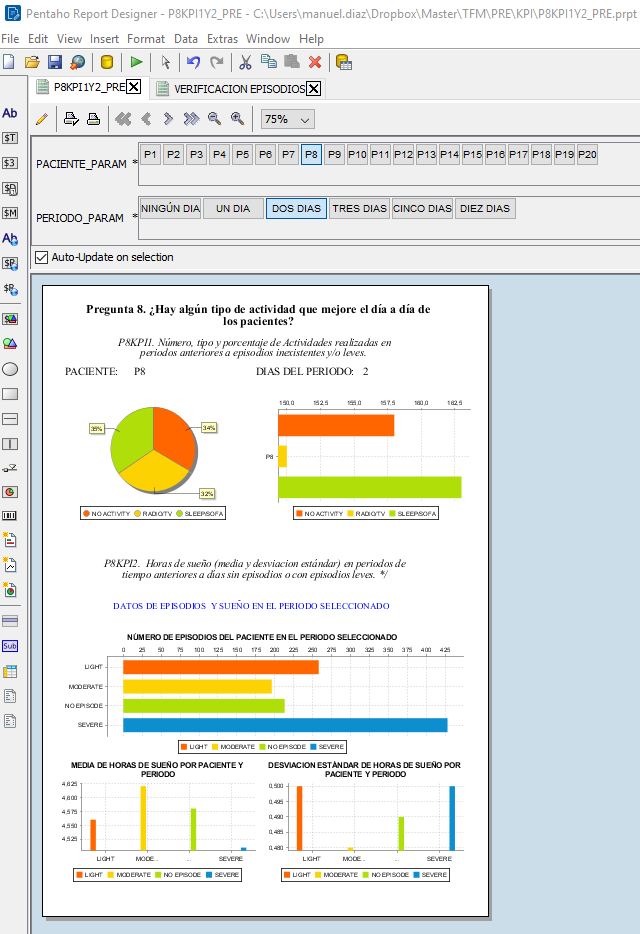 Pentaho Report Designer - P8KPI1Y2_PRE - C:\Users\manuel.diaz\Dropbox\Master\TFM\PRE\KPI\P8KPI1Y2_PRE.prpt
File Edit View Insert Format Data Extras Window Help
P8KPI1Y2_PRE VERIFICACION EPISODIOS
75%
Ab
$T
$3
$M
Ab
$P
$P
Sub
PACIENTE_PARAM * P1 P2 P3 P4 P5 P6 P7 P8 P9 P10 P11 P12 P13 P14 P15 P16 P17 P18 P19 P20
PERIODO_PARAM * NINGÚN DIA UN DIA DOS DIAS TRES DIAS CINCO DIAS DIEZ DIAS
Auto-Update on selection
Pregunta 8. ¿Hay algún tipo de actividad que mejore el día a día de
los pacientes?
P8KPI1. Número, tipo y porcentaje de Actividades realizadas en
periodos anteriores a episodios inexistentes y/o leves.
PACIENTE: P8 DIAS DEL PERIODO: 2
35% 34%
32%
NO ACTIVITY RADIO/TV SLEEP/SOFA
150,0 152,5 155,0 157,5 160,0 162,5
P8
NO ACTIVITY RADIO/TV SLEEP/SOFA
P8KPI2. Horas de sueño (media y desviacion estándar) en periodos de
tiempo anteriores a días sin episodios o con episodios leves. */
DATOS DE EPISODIOS Y SUEÑO EN EL PERIODO SELECCIONADO
NÚMERO DE EPISODIOS DEL PACIENTE EN EL PERIODO SELECCIONADO
0 25 50 75 100 125 150 175 200 225 250 275 300 325 350 375 400 425
LIGHT
MODERATE
NO EPISODE
SEVERE
LIGHT MODERATE NO EPISODE SEVERE
MEDIA DE HORAS DE SUEÑO POR PACIENTE Y
PERIODO
4,625
4,600
4,575
4,550
4,525
LIGHT MODE... ... SEVERE
LIGHT MODERATE NO EPISODE SEVERE
DESVIACION ESTÁNDAR DE HORAS DE SUEÑO POR
PACIENTE Y PERIODO
0,500
0,495
0,490
0,485
0,480
LIGHT MODE... ... SEVERE
LIGHT MODERATE NO EPISODE SEVERE